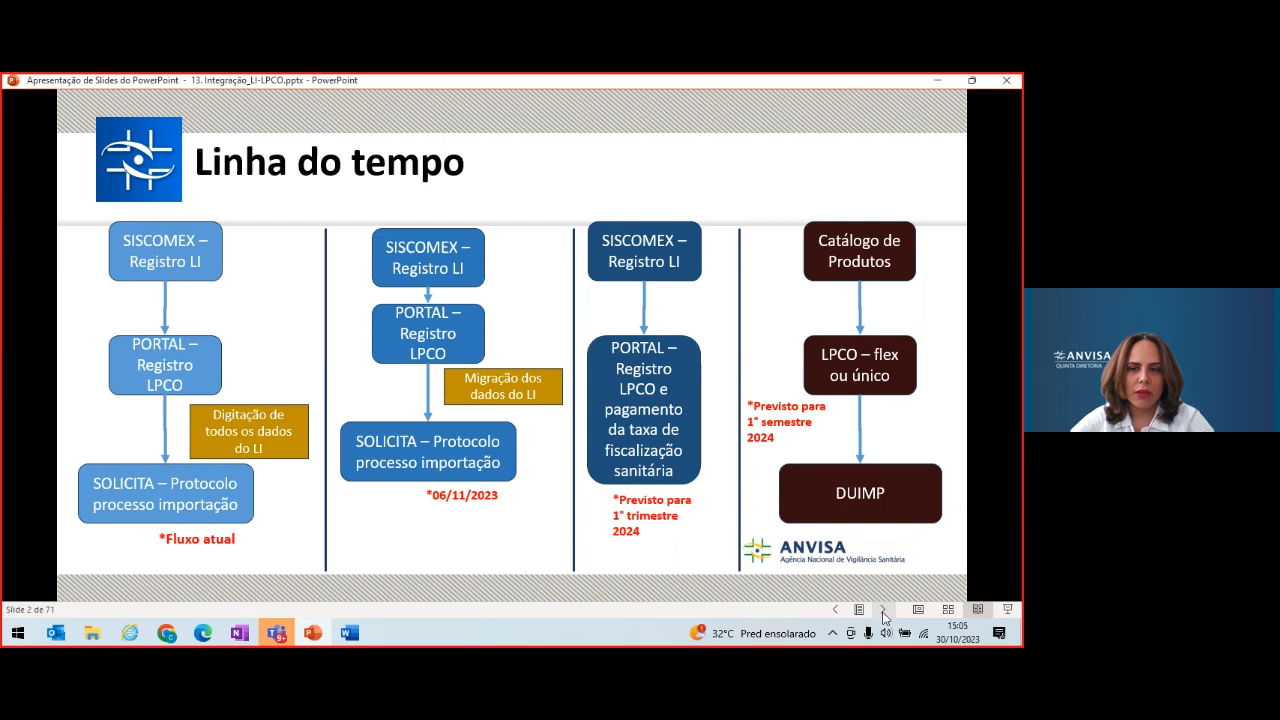 Apresentação de Slides do PowerPoint - 13. Integração_LI-LPCO.pptx - PowerPoint
Linha do tempo
SISCOMEX –
Registro LI
PORTAL –
Registro
LPCO
Digitação de
todos os dados
do LI
SOLICITA – Protocolo
processo importação
*Fluxo atual
SISCOMEX –
Registro LI
PORTAL –
Registro
LPCO
Migração dos
dados do LI
SOLICITA – Protocolo
processo importação
*06/11/2023
SISCOMEX –
Registro LI
PORTAL –
Registro
LPCO e
pagamento
da taxa de
fiscalização
sanitária
*Previsto para
1° trimestre
2024
Catálogo de
Produtos
LPCO – flex
ou único
*Previsto para
1° semestre
2024
DUIMP
ANVISA
Agência Nacional de Vigilância Sanitária
ANVISA
QUINTA DIRETORIA
Slide 2 de 71
9+
1
32°C Pred ensolarado
15:05
30/10/2023